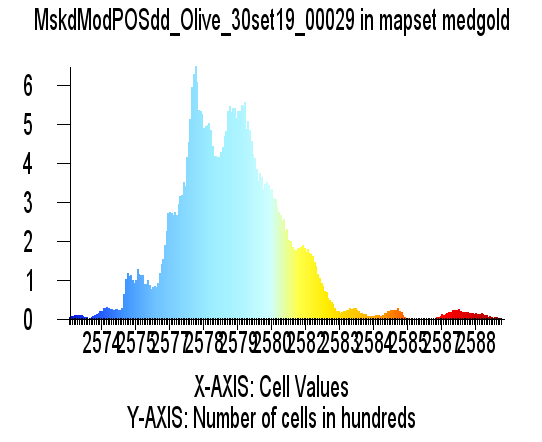 MskdModPOSdd_Olive_30set19_00029 in mapset medgold
6
5
4
3
2
1
0
2574 2575 2577 2578 2579 2580 2582 2583 2584 2585 2587 2588
X-AXIS: Cell Values
Y-AXIS: Number of cells in hundreds